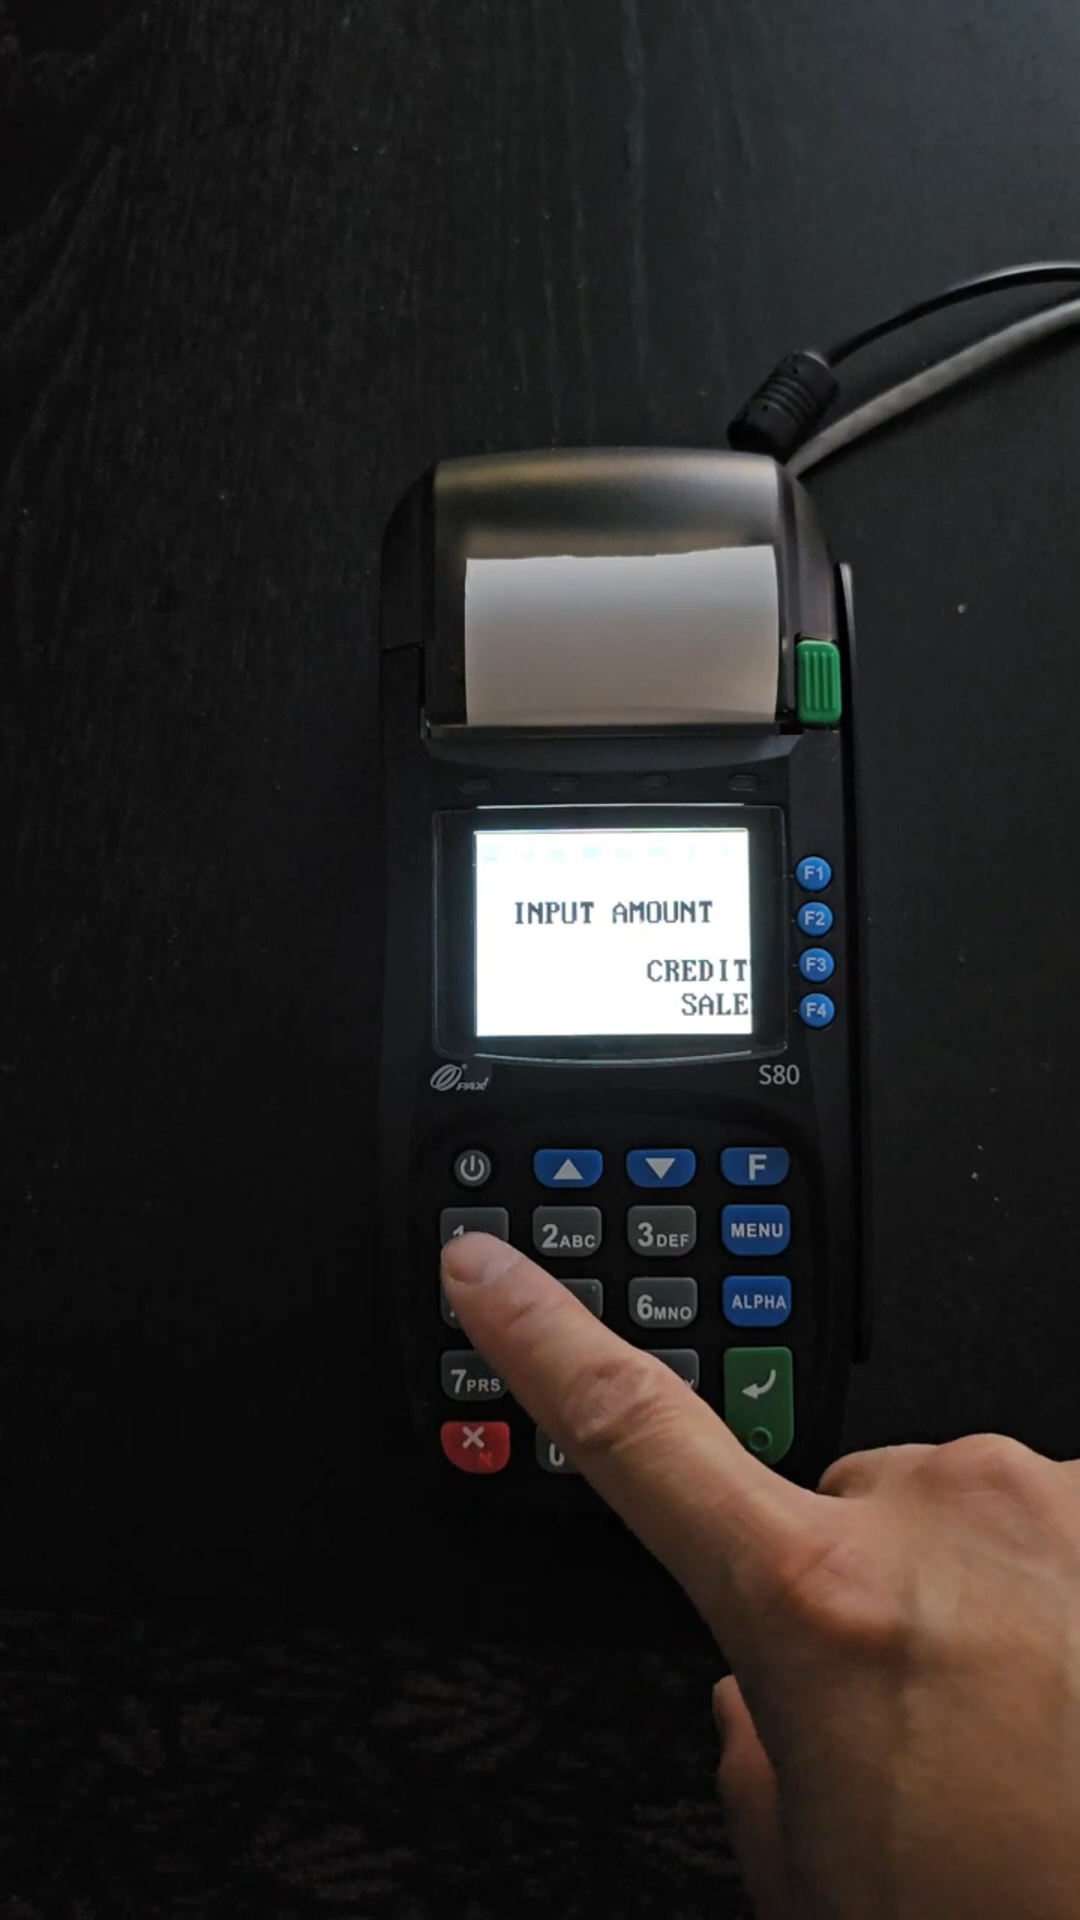 INPUT AMOUNT
CREDIT
SALE
F1
F2
F3
F4
PAX
S80
F
2ABC
3DEF
MENU
6MNO
ALPHA
7PRS